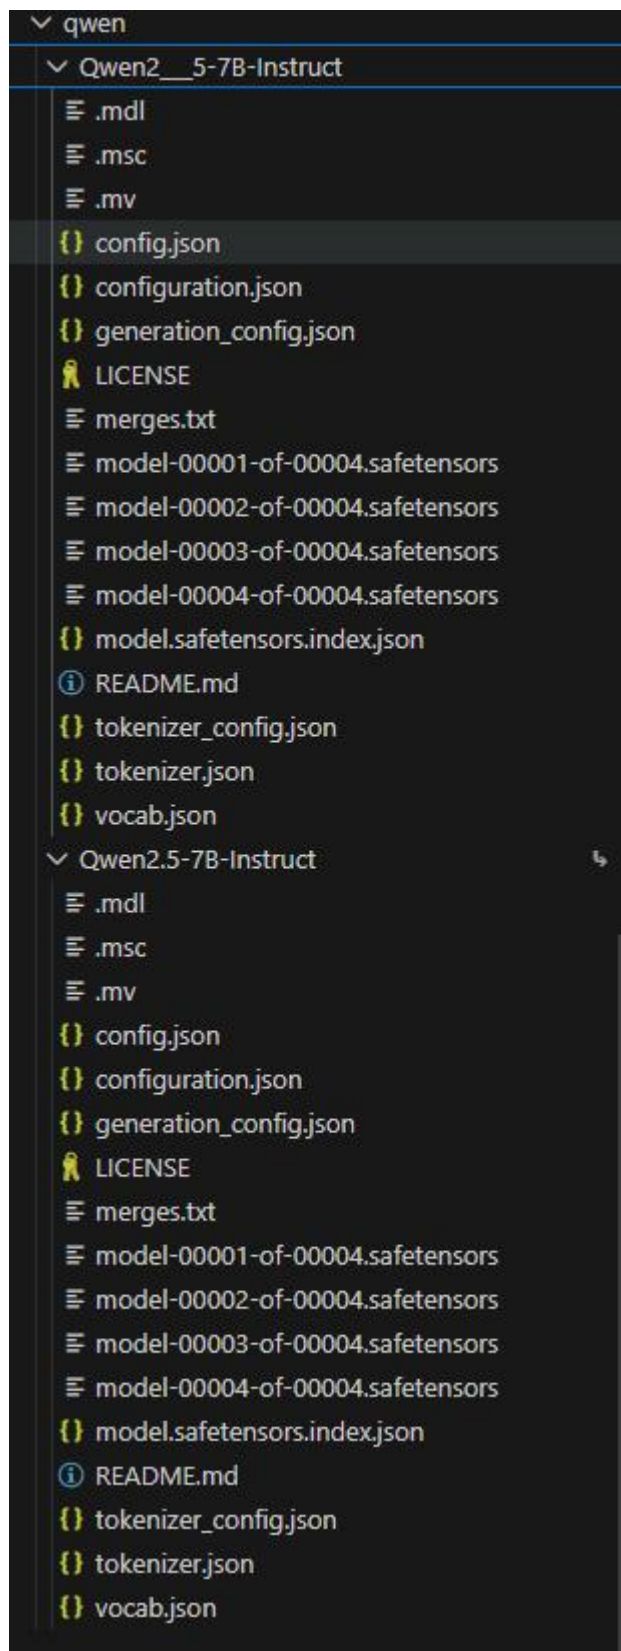 qwen
Qwen2___5-7B-Instruct
.mdl
.msc
.mv
config.json
configuration.json
generation_config.json
LICENSE
merges.txt
model-00001-of-00004.safetensors
model-00002-of-00004.safetensors
model-00003-of-00004.safetensors
model-00004-of-00004.safetensors
model.safetensors.index.json
README.md
tokenizer_config.json
tokenizer.json
vocab.json
Qwen2.5-7B-Instruct
.mdl
.msc
.mv
config.json
configuration.json
generation_config.json
LICENSE
merges.txt
model-00001-of-00004.safetensors
model-00002-of-00004.safetensors
model-00003-of-00004.safetensors
model-00004-of-00004.safetensors
model.safetensors.index.json
README.md
tokenizer_config.json
tokenizer.json
vocab.json